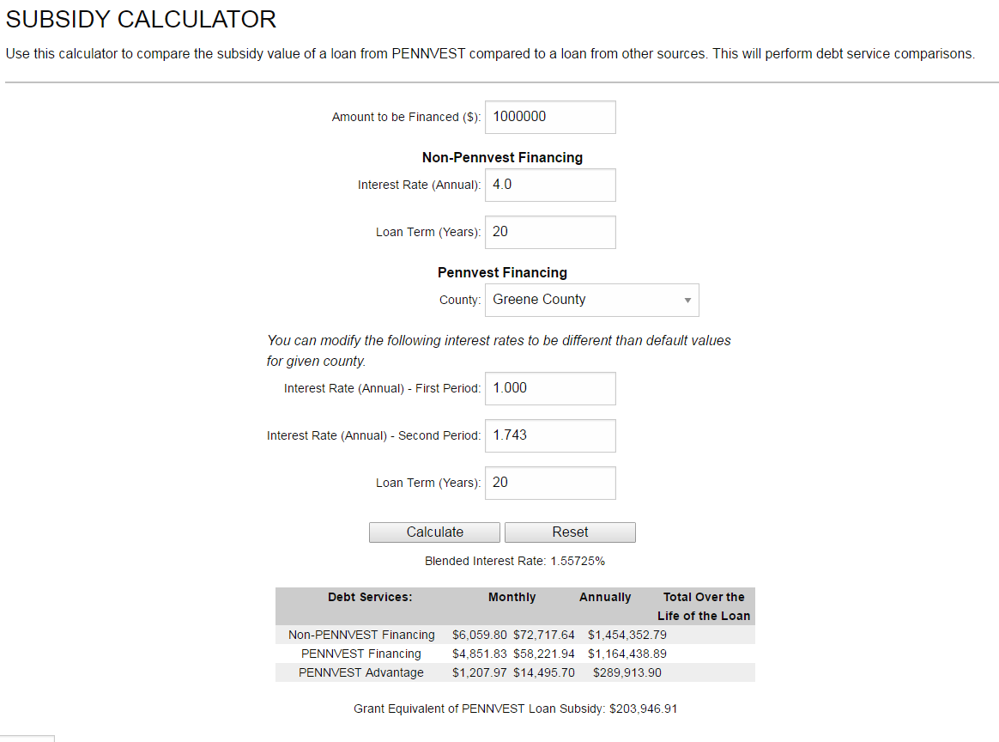 SUBSIDY CALCULATOR
Use this calculator to compare the subsidy value of a loan from PENNVEST compared to a loan from other sources. This will perform debt service comparisons.
Amount to be Financed ($): 1000000
Non-Pennvest Financing
Interest Rate (Annual): 4.0
Loan Term (Years): 20
Pennvest Financing
County: Greene County
You can modify the following interest rates to be different than default values
for given county.
Interest Rate (Annual) - First Period: 1.000
Interest Rate (Annual) - Second Period: 1.743
Loan Term (Years): 20
Calculate Reset
Blended Interest Rate: 1.55725%
Debt Services: Monthly Annually Total Over the
Life of the Loan
Non-PENNVEST Financing $6,059.80 $72,717.64 $1,454,352.79
PENNVEST Financing $4,851.83 $58,221.94 $1,164,438.89
PENNVEST Advantage $1,207.97 $14,495.70 $289,913.90
Grant Equivalent of PENNVEST Loan Subsidy: $203,946.91